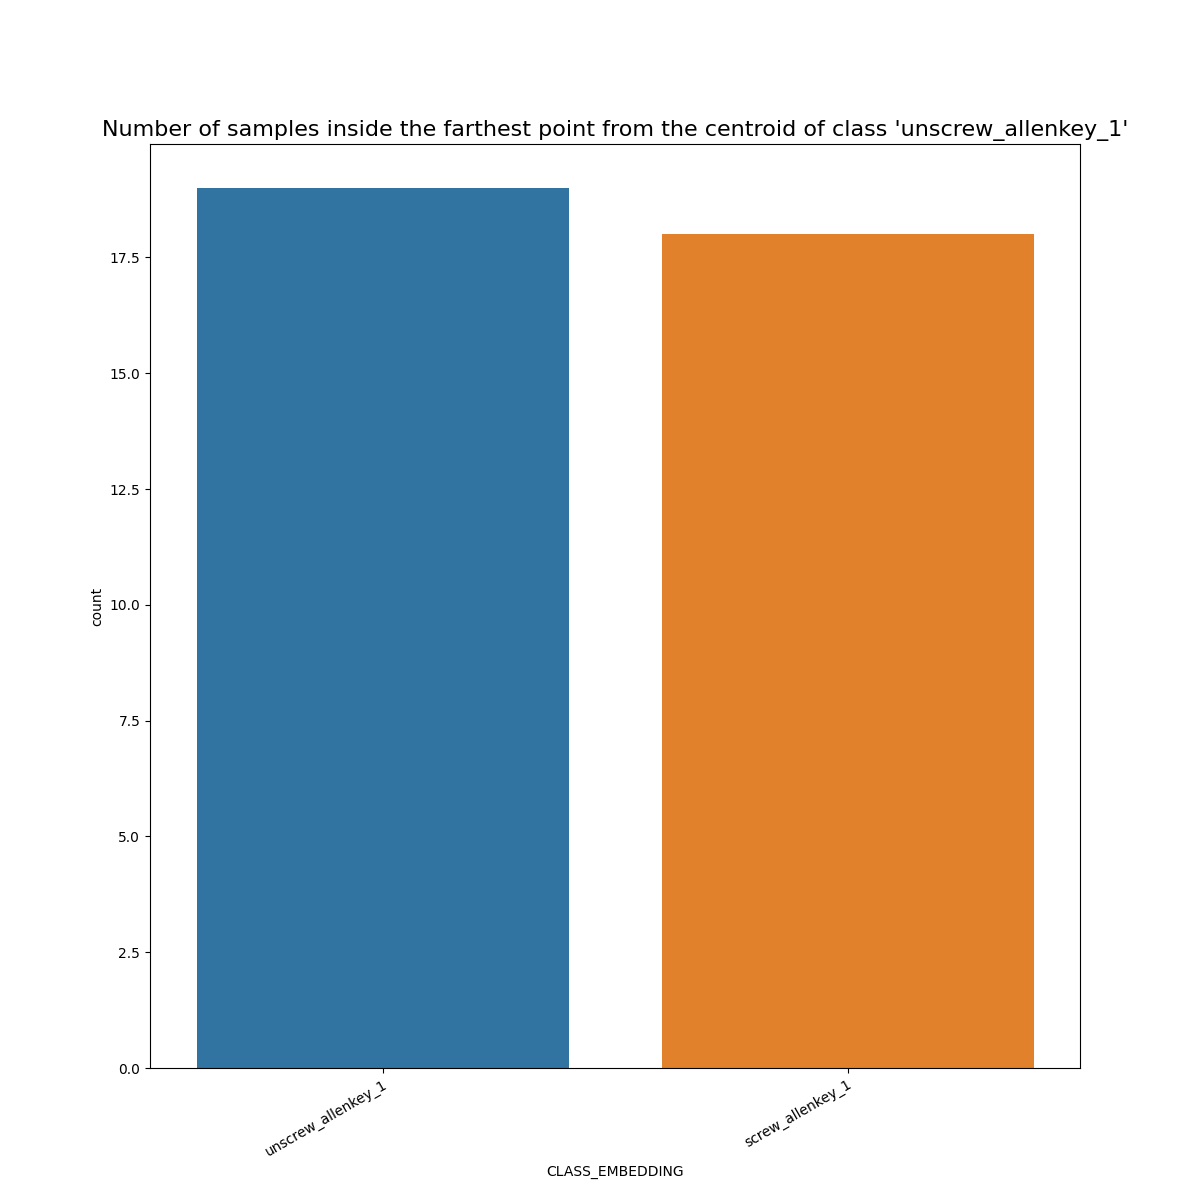 Number of samples inside the farthest point from the centroid of class 'unscrew_allenkey_1'
17.5
15.0
12.5
10.0
7.5
5.0
2.5
0.0
count
unscrew_allenkey_1
screw_allenkey_1
CLASS_EMBEDDING